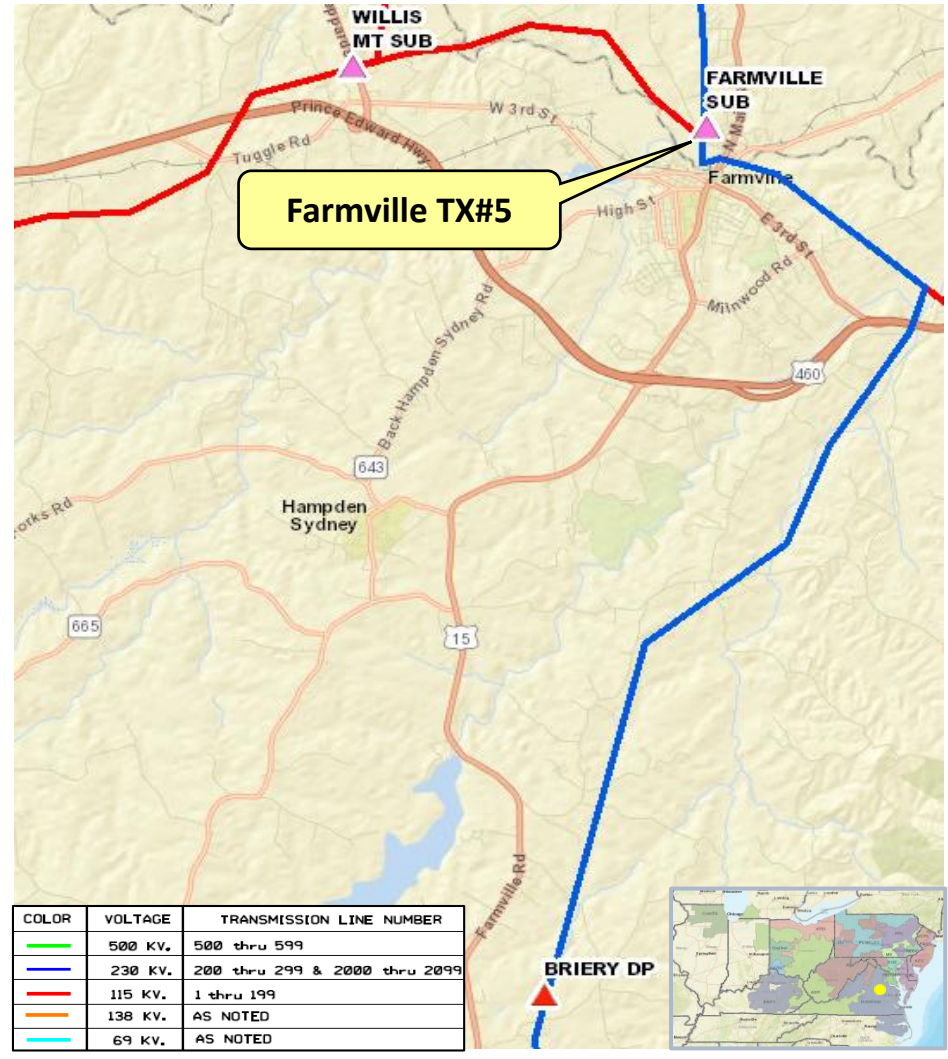 WILLIS
MT SUB
FARMVILLE
SUB
N Mai
W 3rd St
Prince Edward Hwy
Tuggle Rd
Farmville TX#5
Farmville
High St
E 3rd St
Milnwood Rd
Back Hampden Sydney Rd
460
643
Hampden
Sydney
orks Rd
665
15
Farmville Rd
BRIERY DP
COLOR VOLTAGE TRANSMISSION LINE NUMBER
500 KV. 500 thru 599
230 KV. 200 thru 299 & 2000 thru 2099
115 KV. 1 thru 199
138 KV. AS NOTED
69 KV. AS NOTED